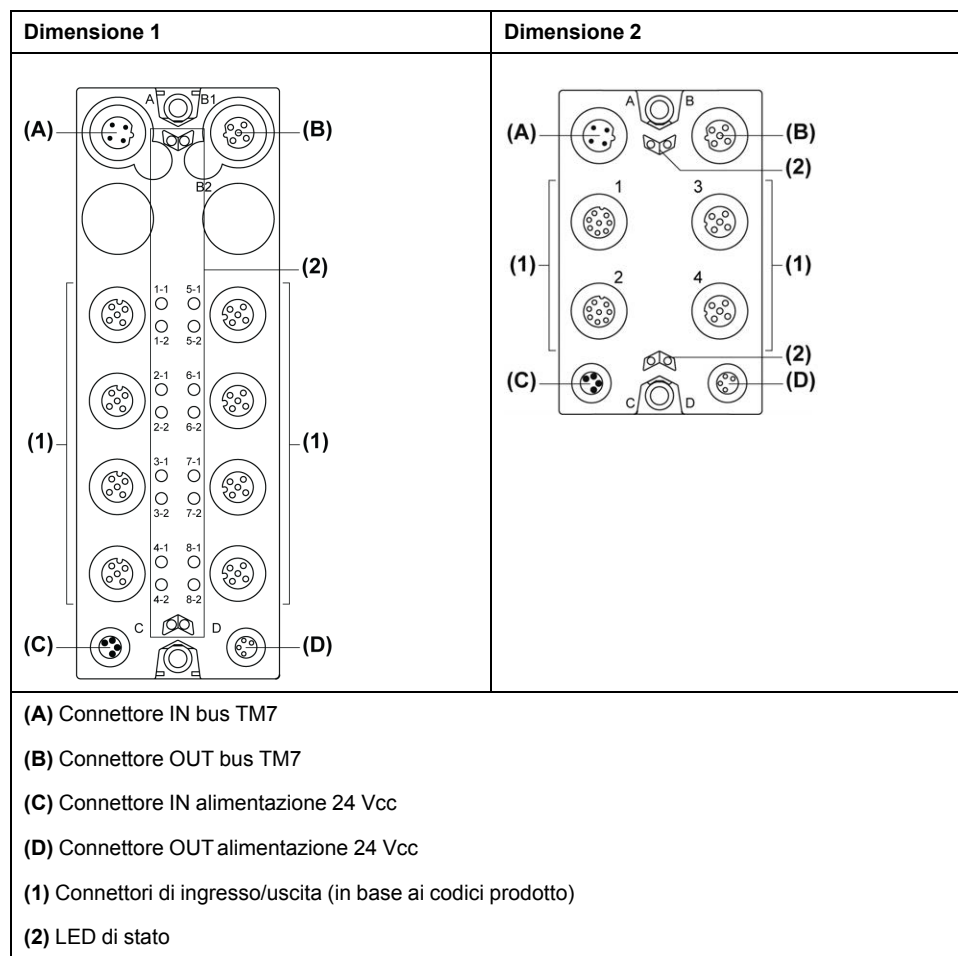 Dimensione 1
Dimensione 2
A
B1
(A)
(B)
B2
(2)
1-1 5-1
1-2 5-2
2-1 6-1
2-2 6-2
(1)
(1)
3-1 7-1
3-2 7-2
4-1 8-1
4-2 8-2
C
D
(C)
(D)
A
B
(A)
(B)
(2)
1
3
(1)
(1)
2
4
(2)
(C)
(D)
C
D
(A) Connettore IN bus TM7
(B) Connettore OUT bus TM7
(C) Connettore IN alimentazione 24 Vcc
(D) Connettore OUT alimentazione 24 Vcc
(1) Connettori di ingresso/uscita (in base ai codici prodotto)
(2) LED di stato